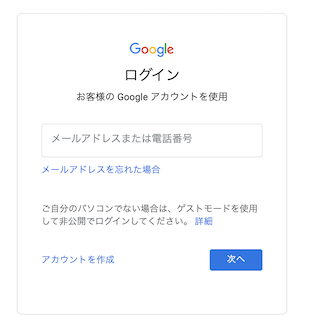 Google
ログイン
お客様の Google アカウントを使用
メールアドレスまたは電話番号
メールアドレスを忘れた場合
ご自分のパソコンでない場合は、ゲストモードを使用
して非公開でログインしてください。 詳細
アカウントを作成
次へ